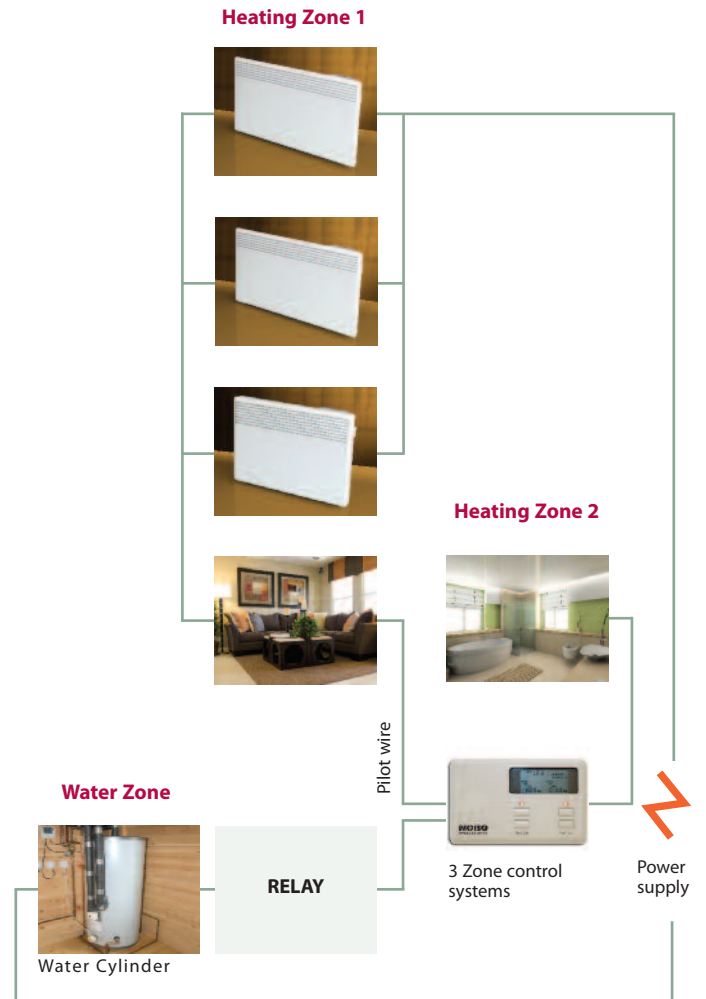 Heating Zone 1
Heating Zone 2
Pilot wire
Water Zone
RELAY
3 Zone control
systems
Power
supply
Water Cylinder